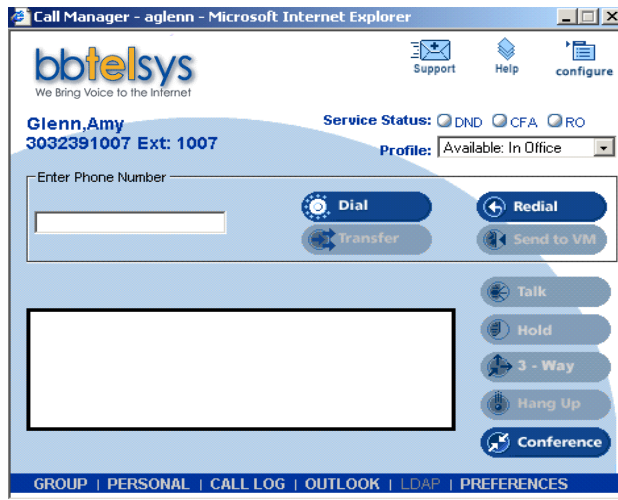 Call Manager - aglenn - Microsoft Internet Explorer
bbtelsys
We Bring Voice to the Internet
Support Help configure
Glenn,Amy
3032391007 Ext: 1007
Service Status: DND CFA RO
Profile: Available: In Office
Enter Phone Number
Dial Redial
Transfer Send to VM
Talk
Hold
3 - Way
Hang Up
Conference
GROUP | PERSONAL | CALL LOG | OUTLOOK | LDAP | PREFERENCES